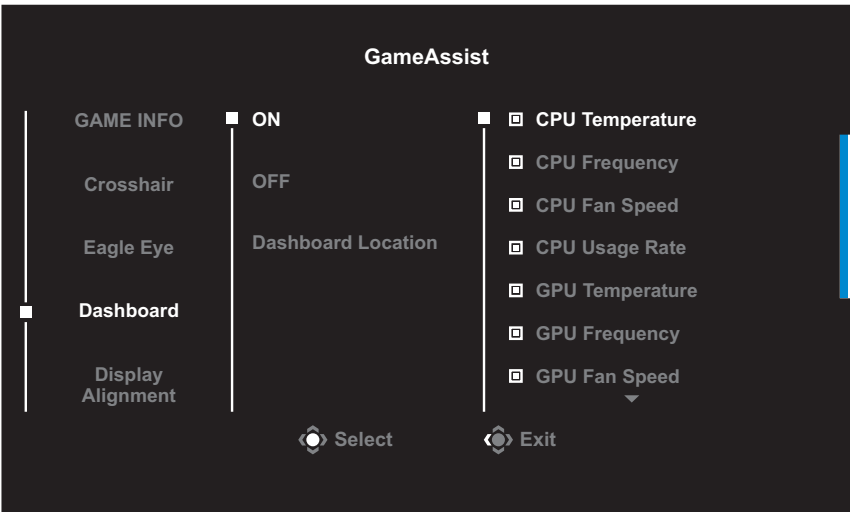 GameAssist
GAME INFO
Crosshair
Eagle Eye
Dashboard
Display
Alignment
ON
OFF
Dashboard Location
CPU Temperature
CPU Frequency
CPU Fan Speed
CPU Usage Rate
GPU Temperature
GPU Frequency
GPU Fan Speed
Select
Exit